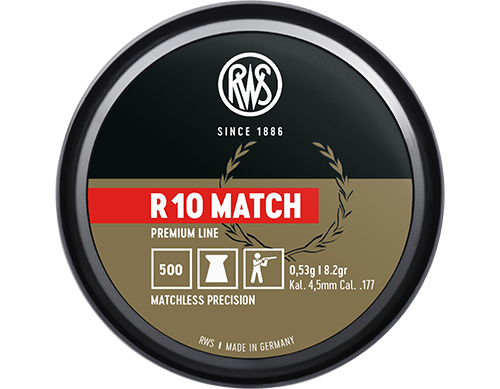 RWS
SINCE 1886
R 10 MATCH
PREMIUM LINE
500
0,53g I 8.2gr
Kal. 4,5mm Cal. .177
MATCHLESS PRECISION
RWS I MADE IN GERMANY